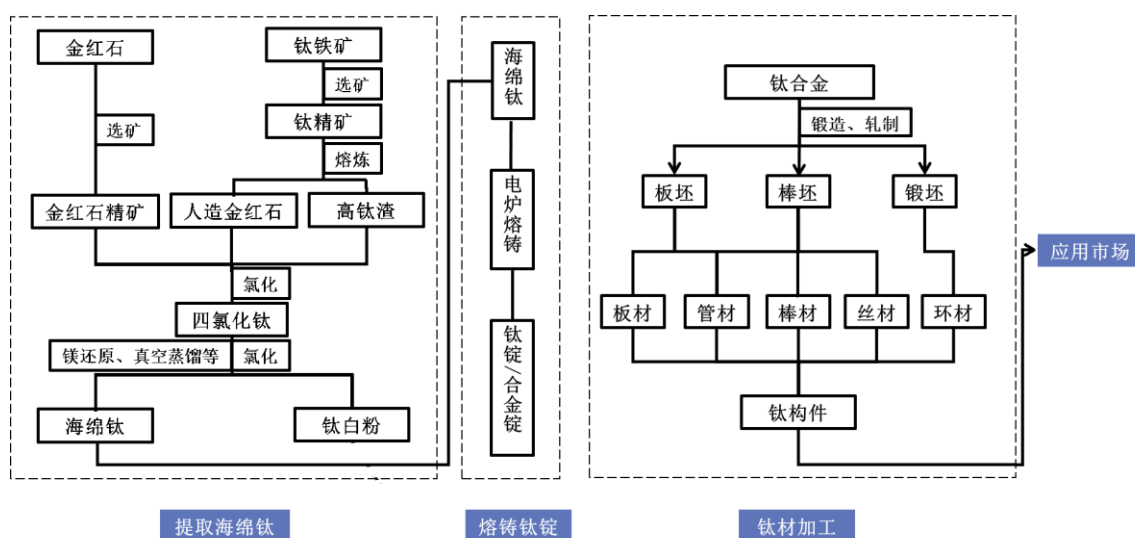 金红石
钛铁矿
选矿
钛精矿
选矿
熔炼
金红石精矿
人造金红石
高钛渣
氯化
四氯化钛
镁还原、真空蒸馏等
氯化
海绵钛
钛白粉
提取海绵钛
海绵钛
电炉熔铸
钛锭/合金锭
熔铸钛锭
钛合金
锻造、轧制
板坯
棒坯
锻坯
板材
管材
棒材
丝材
环材
钛构件
钛材加工
应用市场